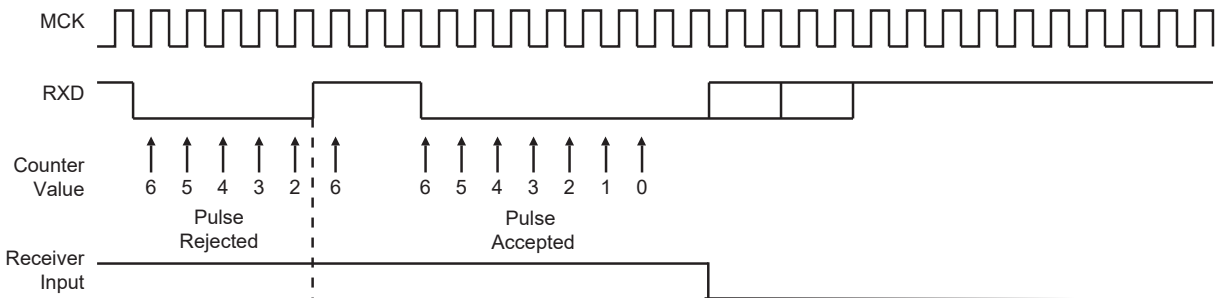 MCK
RXD
Counter
Value
6 5 4 3 2 6 6 5 4 3 2 1 0
Pulse
Rejected
Pulse
Accepted
Receiver
Input